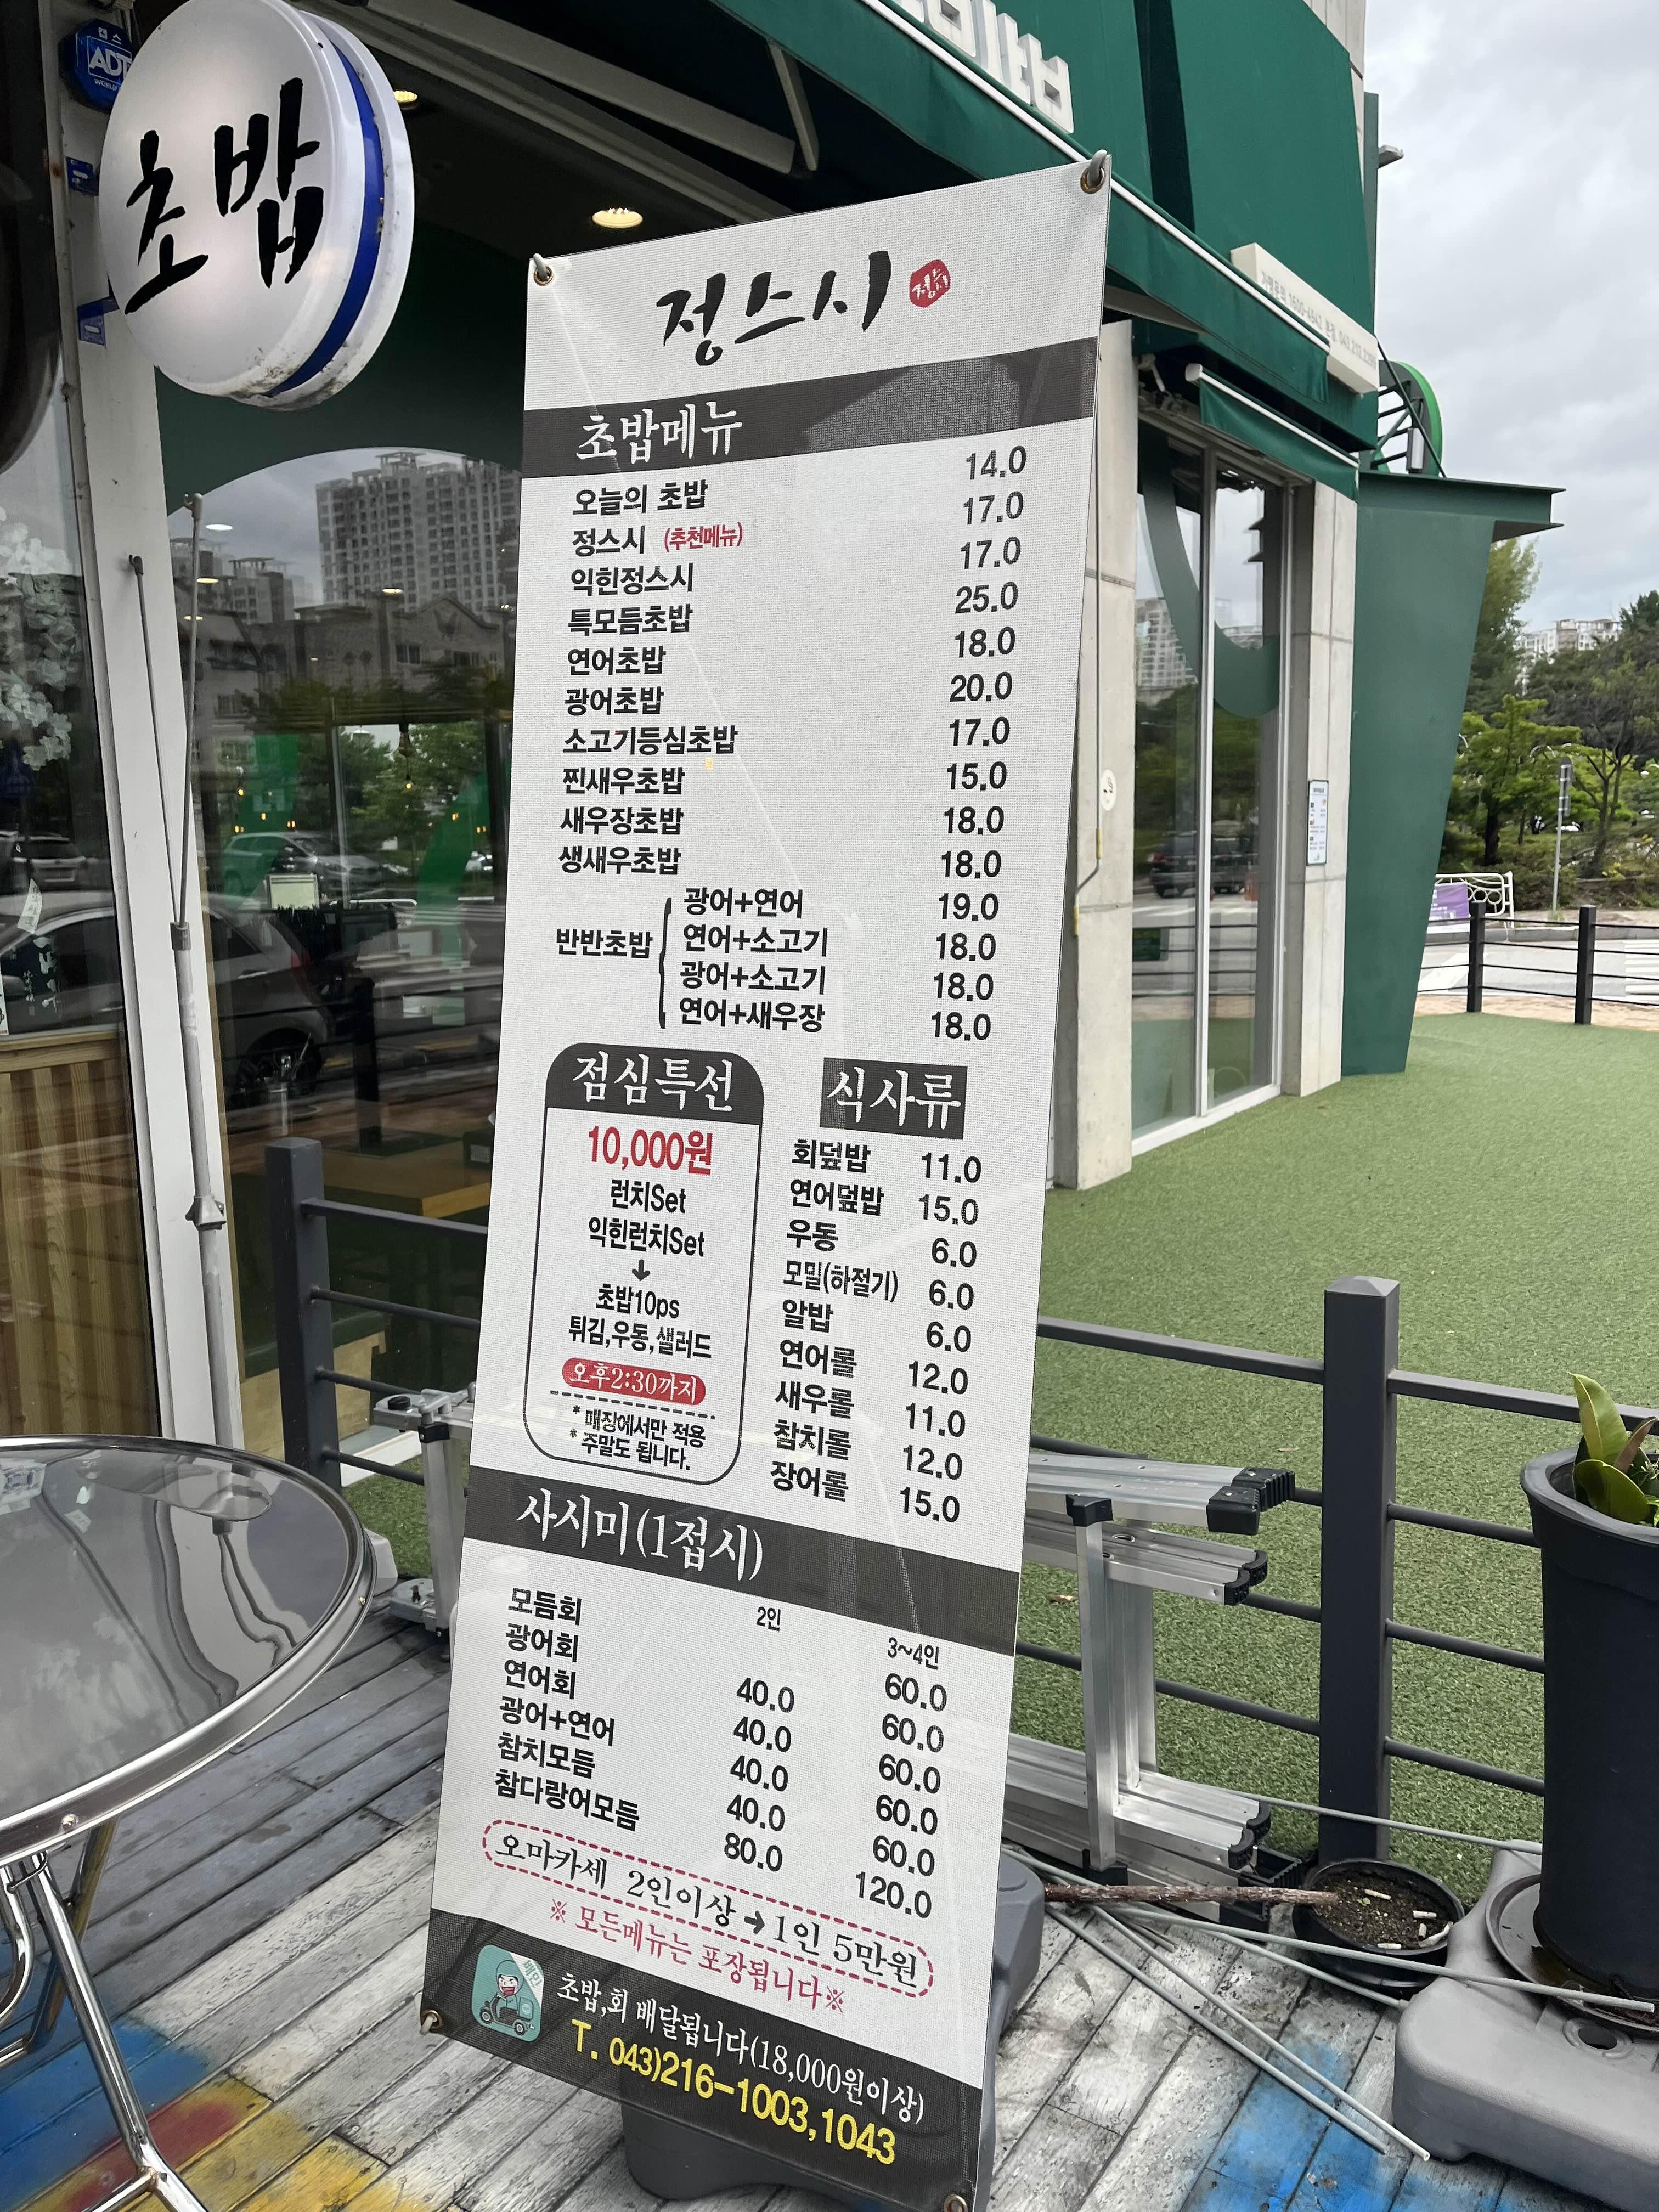 캡스
ADT
초밥
정스시
정스시
초밥메뉴
오늘의 초밥 14.0
정스시 (추천메뉴) 17.0
익힌정스시 17.0
특모듬초밥 25.0
연어초밥 18.0
광어초밥 20.0
소고기등심초밥 17.0
찐새우초밥 15.0
새우장초밥 18.0
생새우초밥 18.0
반반초밥
광어+연어 19.0
연어+소고기 18.0
광어+소고기 18.0
연어+새우장 18.0
점심특선
10,000원
런치Set
익힌런치Set
초밥10ps
튀김,우동,샐러드
오후2:30까지
* 매장에서만 적용
* 주말도 됩니다.
식사류
회덮밥 11.0
연어덮밥 15.0
우동 6.0
모밀(하절기) 6.0
알밥 6.0
연어롤 12.0
새우롤 11.0
참치롤 12.0
장어롤 15.0
사시미(1접시)
2인 3~4인
모듬회 40.0 60.0
광어회 40.0 60.0
연어회 40.0 60.0
광어+연어 40.0 60.0
참치모듬 80.0 60.0
참다랑어모듬 120.0
오마카세 2인이상 → 1인 5만원
※ 모든메뉴는 포장됩니다※
배민
초밥,회 배달됩니다(18,000원이상)
T. 043)216-1003,1043